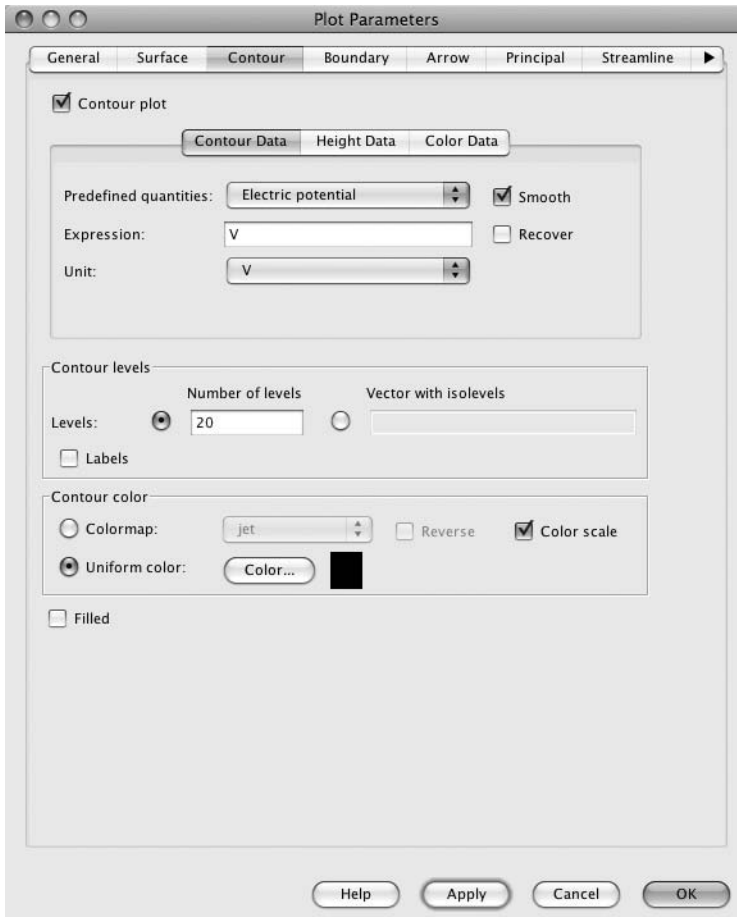 Plot Parameters
General Surface Contour Boundary Arrow Principal Streamline
Contour plot
Contour Data Height Data Color Data
Predefined quantities: Electric potential Smooth
Expression: V Recover
Unit: V
Contour levels
Number of levels Vector with isolevels
Levels: 20
Labels
Contour color
Colormap: jet Reverse Color scale
Uniform color: Color...
Filled
Help Apply Cancel OK